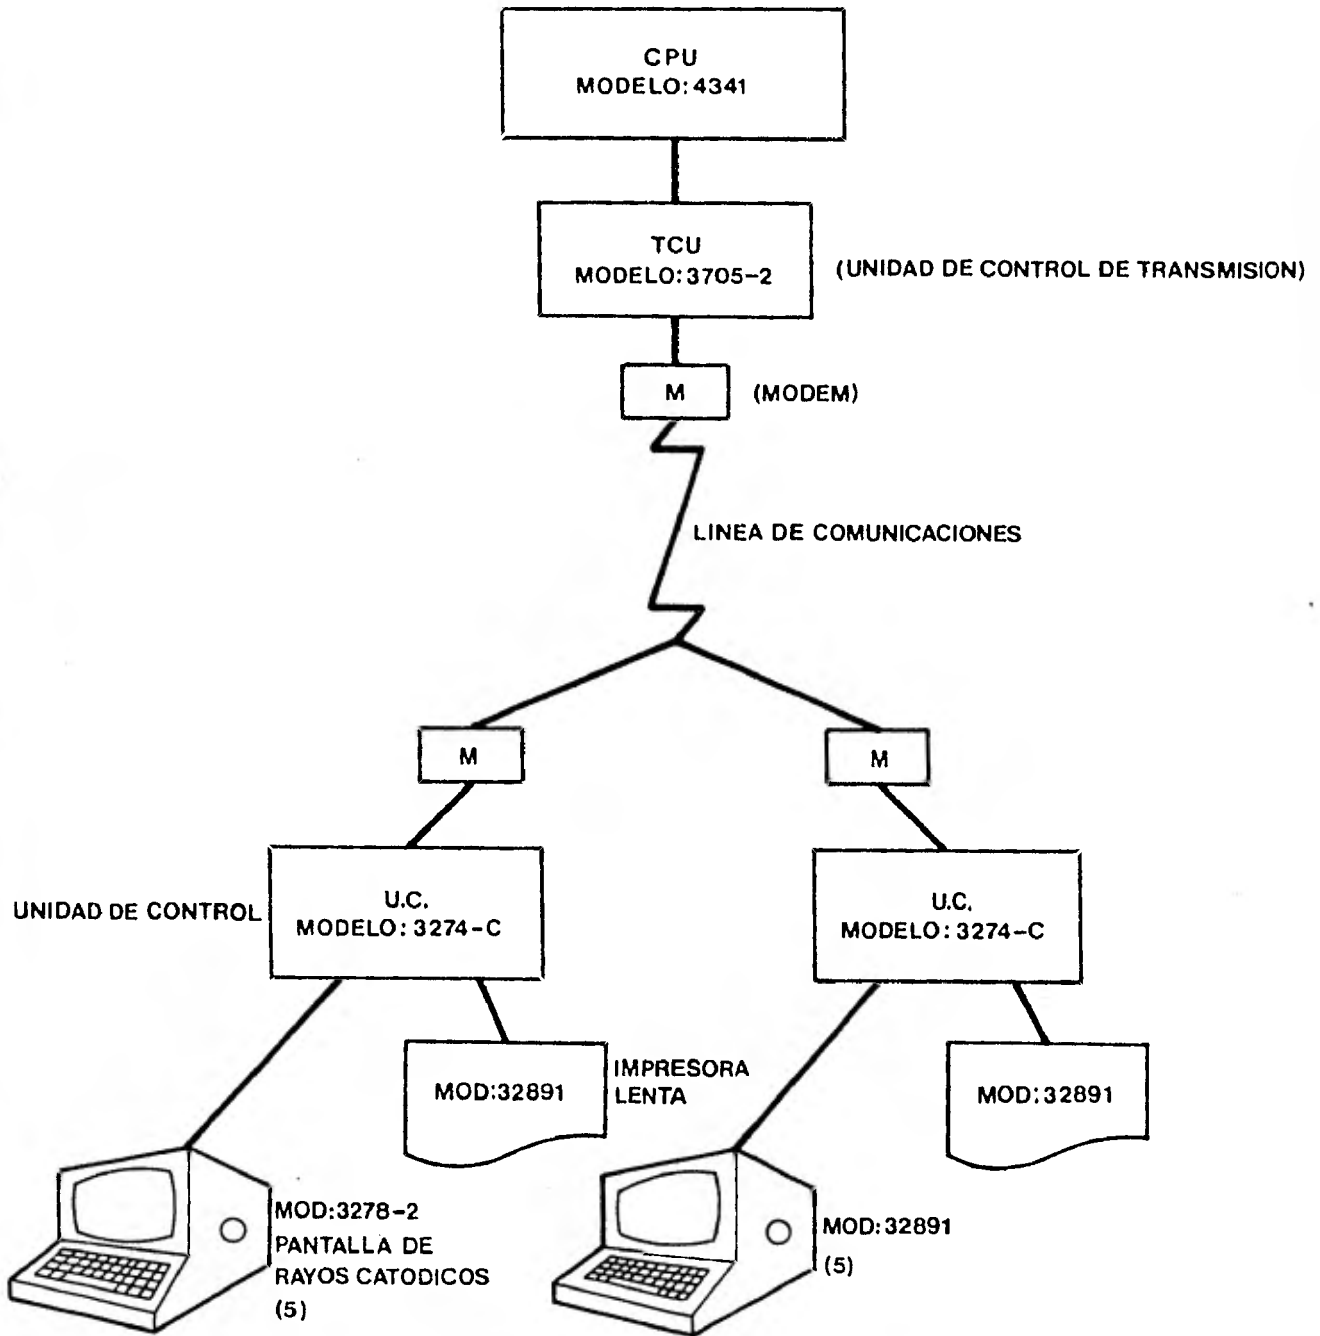 CPU
MODELO: 4341
TCU
MODELO: 3705-2
(UNIDAD DE CONTROL DE TRANSMISION)
M
(MODEM)
LINEA DE COMUNICACIONES
M
M
UNIDAD DE CONTROL
U.C.
MODELO: 3274-C
U.C.
MODELO: 3274-C
MOD:32891
IMPRESORA
LENTA
MOD:32891
MOD:3278-2
PANTALLA DE
RAYOS CATODICOS
(5)
MOD:32891
(5)